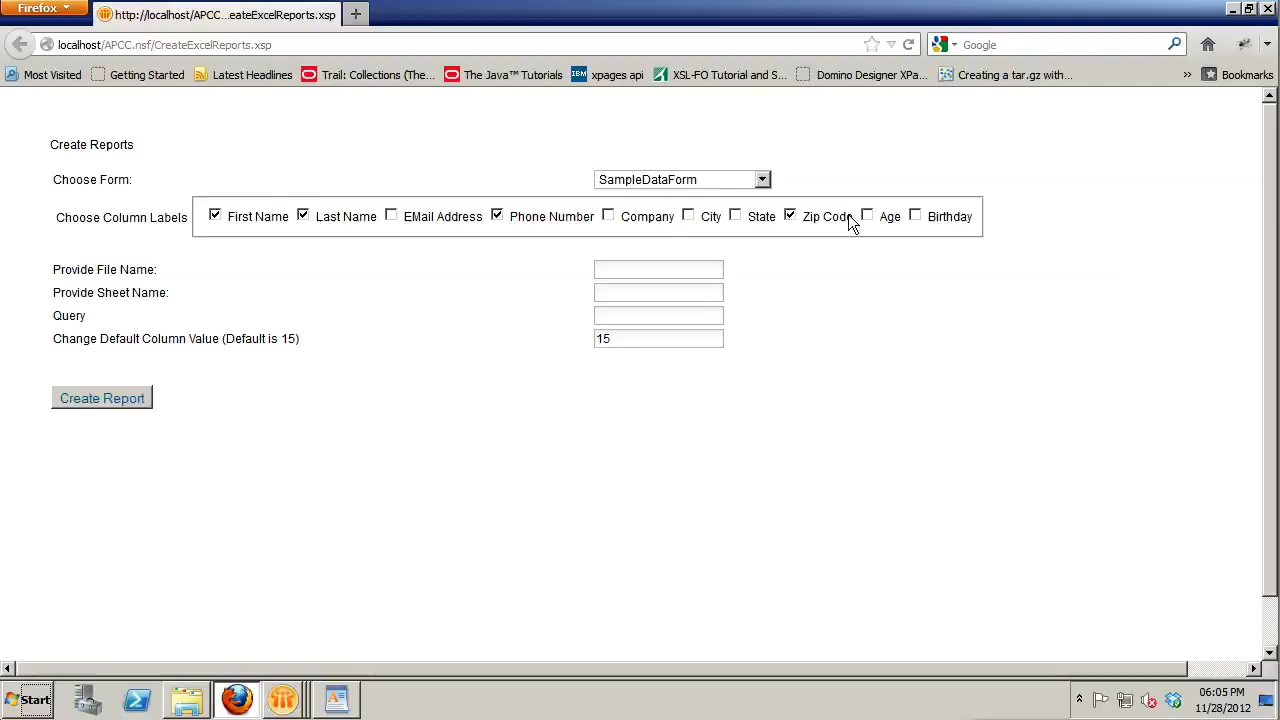 Firefox
http://localhost/APCC...eateExcelReports.xsp
localhost/APCC.nsf/CreateExcelReports.xsp
Google
Most Visited Getting Started Latest Headlines Trail: Collections (The... The Java™ Tutorials IBM xpages api XSL-FO Tutorial and S... Domino Designer XPa... Creating a tar.gz with... » Bookmarks
Create Reports
Choose Form: SampleDataForm
Choose Column Labels First Name Last Name EMail Address Phone Number Company City State Zip Code Age Birthday
Provide File Name:
Provide Sheet Name:
Query
Change Default Column Value (Default is 15) 15
Create Report
Start 06:05 PM
11/28/2012